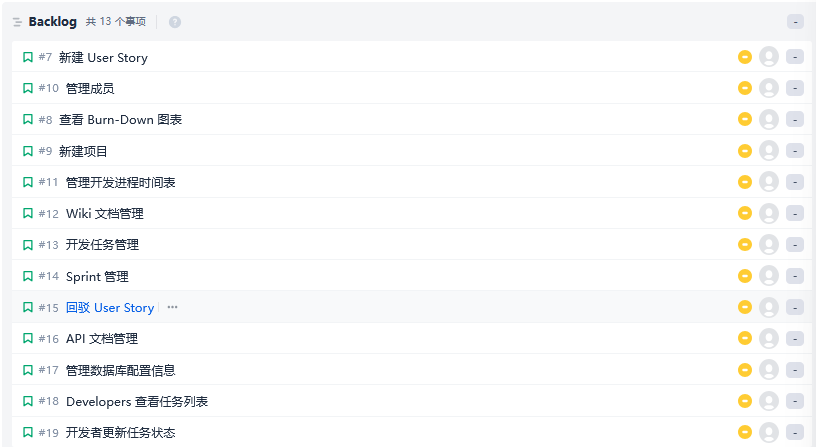 Backlog 共 13 个事项 ?
-
#7 新建 User Story -
#10 管理成员 -
#8 查看 Burn-Down 图表 -
#9 新建项目 -
#11 管理开发进程时间表 -
#12 Wiki 文档管理 -
#13 开发任务管理 -
#14 Sprint 管理 -
#15 回驳 User Story ··· -
#16 API 文档管理 -
#17 管理数据库配置信息 -
#18 Developers 查看任务列表 -
#19 开发者更新任务状态 -